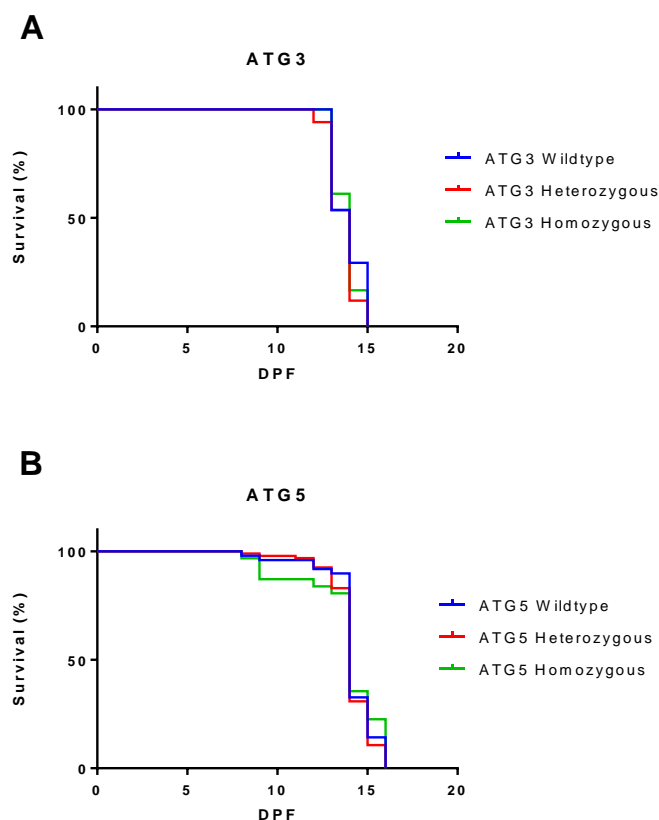 A
ATG3
100
50
0
Survival (%)
0 5 10 15 20
DPF
ATG3 Wildtype
ATG3 Heterozygous
ATG3 Homozygous
B
ATG5
100
50
0
Survival (%)
0 5 10 15 20
DPF
ATG5 Wildtype
ATG5 Heterozygous
ATG5 Homozygous